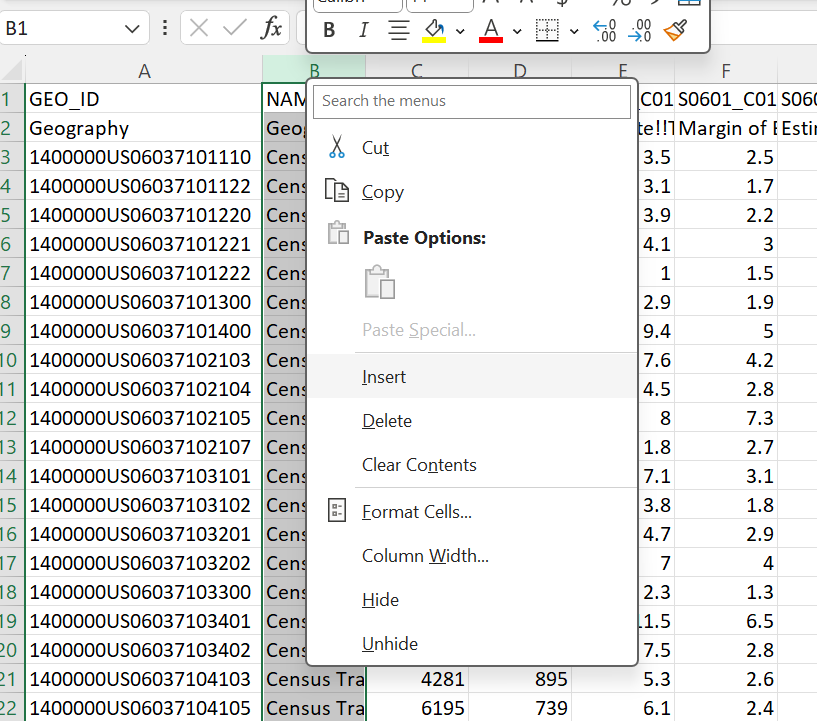 B1 fx
B I A
A B C D E F
1 GEO_ID NAM _C01 S0601_C01 S060
2 Geography Geog te!!T Margin of E Estim
3 1400000US06037101110 Cens 3.5 2.5
4 1400000US06037101122 Cens 3.1 1.7
5 1400000US06037101220 Cens 3.9 2.2
6 1400000US06037101221 Cens 4.1 3
7 1400000US06037101222 Cens 1 1.5
8 1400000US06037101300 Cens 2.9 1.9
9 1400000US06037101400 Cens 9.4 5
10 1400000US06037102103 Cens 7.6 4.2
11 1400000US06037102104 Cens 4.5 2.8
12 1400000US06037102105 Cens 8 7.3
13 1400000US06037102107 Cens 1.8 2.7
14 1400000US06037103101 Cens 7.1 3.1
15 1400000US06037103102 Cens 3.8 1.8
16 1400000US06037103201 Cens 4.7 2.9
17 1400000US06037103202 Cens 7 4
18 1400000US06037103300 Cens 2.3 1.3
19 1400000US06037103401 Cens 11.5 6.5
20 1400000US06037103402 Cens 7.5 2.8
21 1400000US06037104103 Census Tra 4281 895 5.3 2.6
22 1400000US06037104105 Census Tra 6195 739 6.1 2.4
Search the menus
Cut
Copy
Paste Options:
Paste Special...
Insert
Delete
Clear Contents
Format Cells...
Column Width...
Hide
Unhide